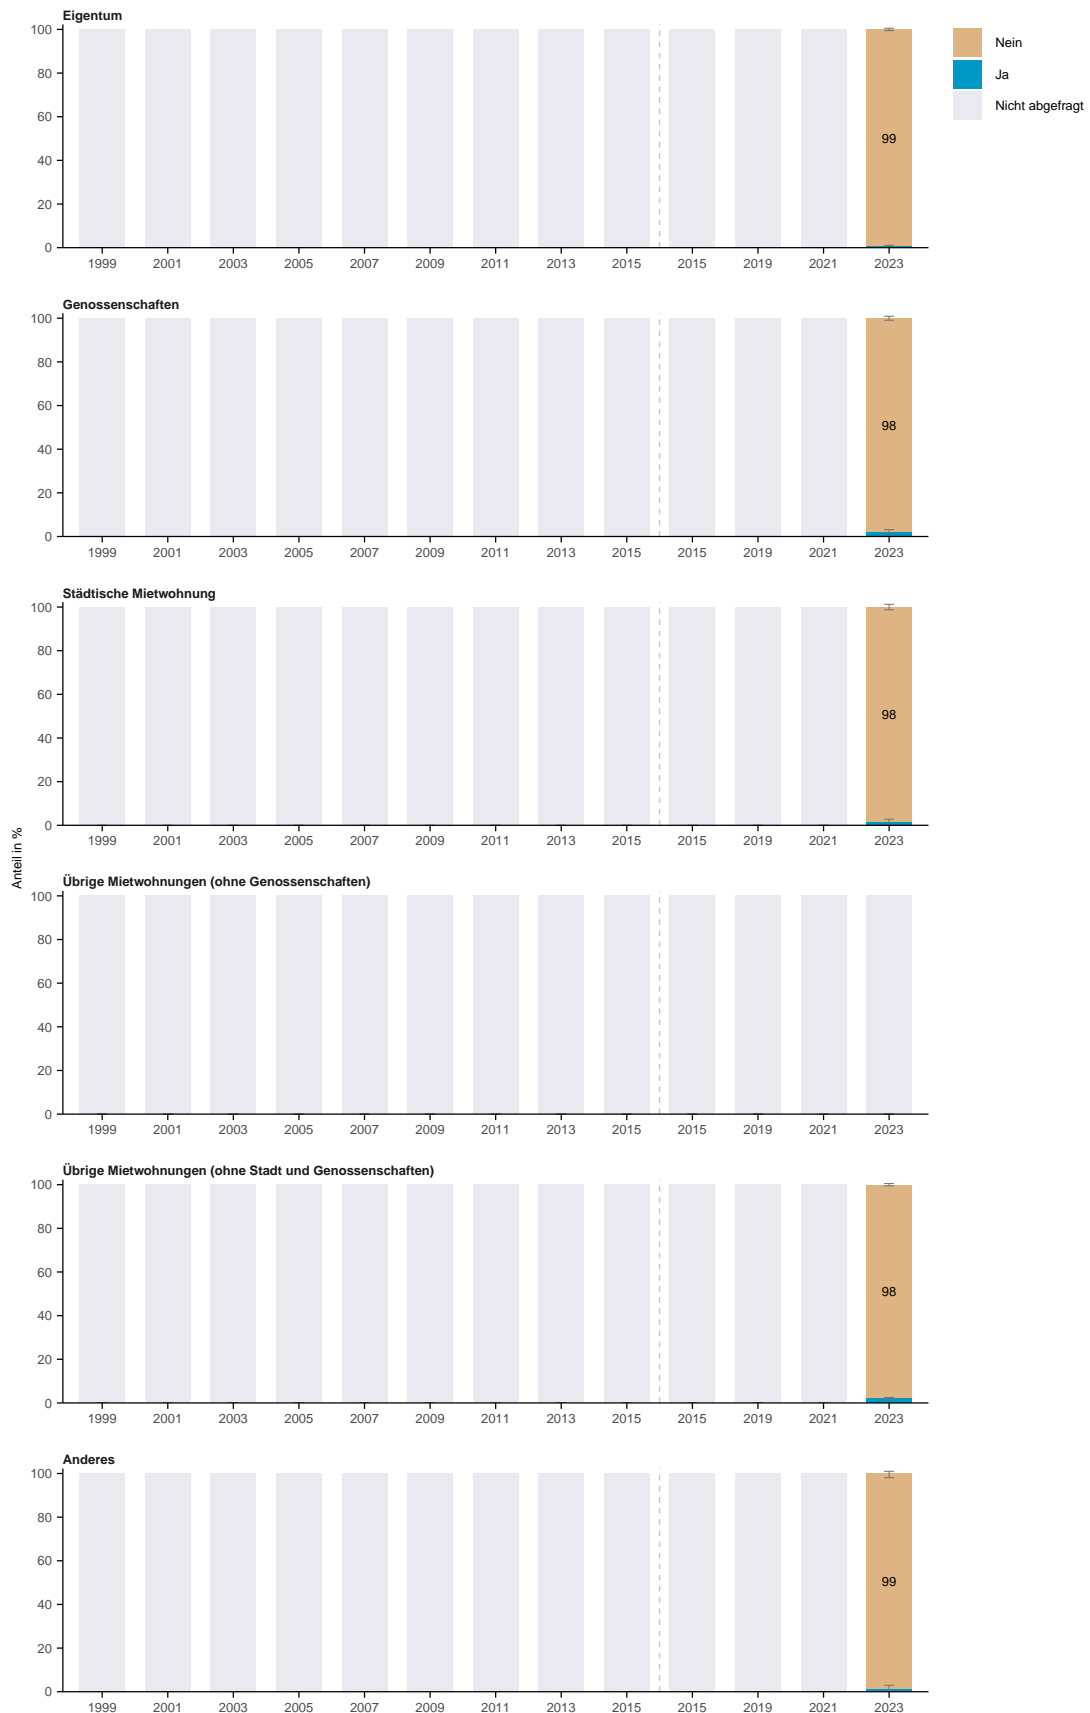 Eigentum
100
80
60
40
20
0
99
1999 2001 2003 2005 2007 2009 2011 2013 2015 2015 2019 2021 2023
Nein
Ja
Nicht abgefragt
Genossenschaften
100
80
60
40
20
0
98
1999 2001 2003 2005 2007 2009 2011 2013 2015 2015 2019 2021 2023
Städtische Mietwohnung
100
80
60
40
20
0
98
1999 2001 2003 2005 2007 2009 2011 2013 2015 2015 2019 2021 2023
Anteil in %
Übrige Mietwohnungen (ohne Genossenschaften)
100
80
60
40
20
0
1999 2001 2003 2005 2007 2009 2011 2013 2015 2015 2019 2021 2023
Übrige Mietwohnungen (ohne Stadt und Genossenschaften)
100
80
60
40
20
0
98
1999 2001 2003 2005 2007 2009 2011 2013 2015 2015 2019 2021 2023
Anderes
100
80
60
40
20
0
99
1999 2001 2003 2005 2007 2009 2011 2013 2015 2015 2019 2021 2023